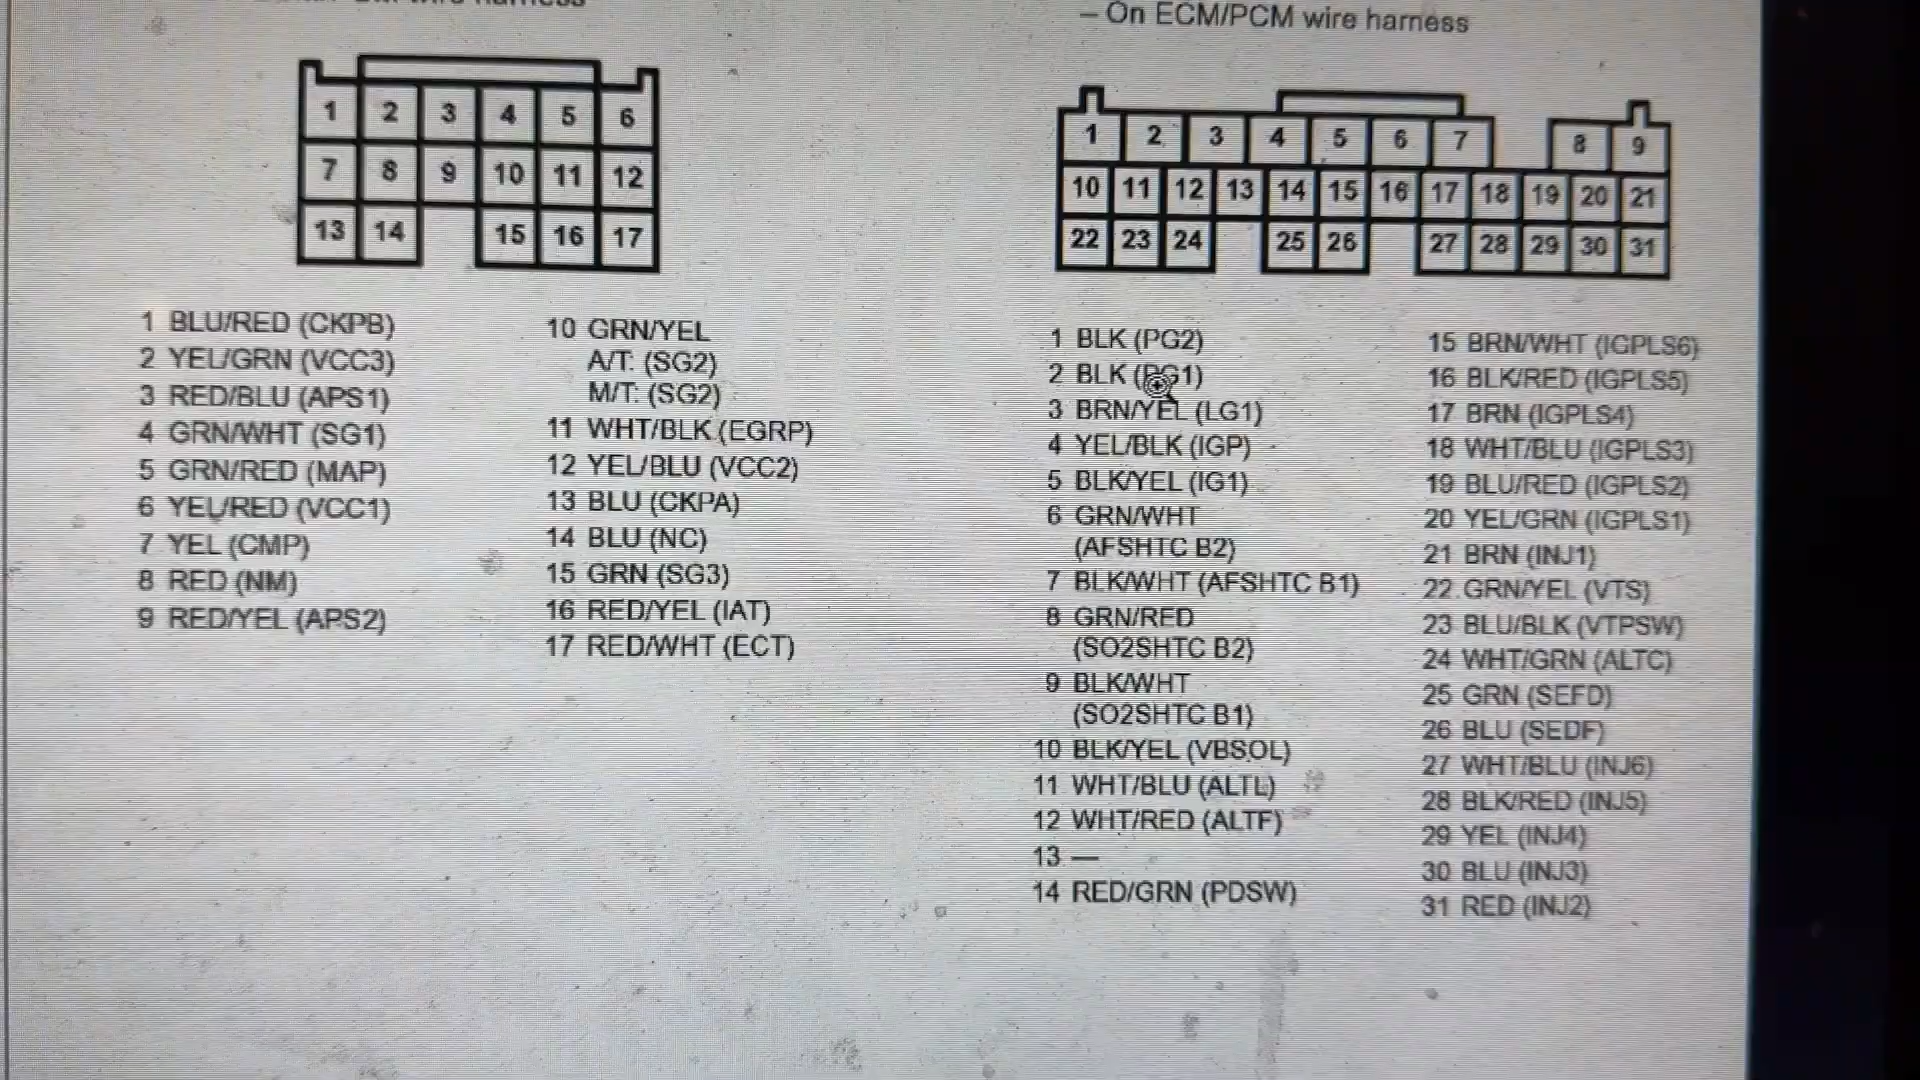 wire harness
– On ECM/PCM wire harness
1 2 3 4 5 6
7 8 9 10 11 12
13 14 15 16 17
1 2 3 4 5 6 7 8 9
10 11 12 13 14 15 16 17 18 19 20 21
22 23 24 25 26 27 28 29 30 31
1 BLU/RED (CKPB)
2 YEL/GRN (VCC3)
3 RED/BLU (APS1)
4 GRN/WHT (SG1)
5 GRN/RED (MAP)
6 YEL/RED (VCC1)
7 YEL (CMP)
8 RED (NM)
9 RED/YEL (APS2)
10 GRN/YEL
A/T: (SG2)
M/T: (SG2)
11 WHT/BLK (EGRP)
12 YEL/BLU (VCC2)
13 BLU (CKPA)
14 BLU (NC)
15 GRN (SG3)
16 RED/YEL (IAT)
17 RED/WHT (ECT)
1 BLK (PG2)
2 BLK (PG1)
3 BRN/YEL (LG1)
4 YEL/BLK (IGP)
5 BLK/YEL (IG1)
6 GRN/WHT
(AFSHTC B2)
7 BLK/WHT (AFSHTC B1)
8 GRN/RED
(SO2SHTC B2)
9 BLK/WHT
(SO2SHTC B1)
10 BLK/YEL (VBSOL)
11 WHT/BLU (ALTL)
12 WHT/RED (ALTF)
13 —
14 RED/GRN (PDSW)
15 BRN/WHT (IGPLS6)
16 BLK/RED (IGPLS5)
17 BRN (IGPLS4)
18 WHT/BLU (IGPLS3)
19 BLU/RED (IGPLS2)
20 YEL/GRN (IGPLS1)
21 BRN (INJ1)
22 GRN/YEL (VTS)
23 BLU/BLK (VTPSW)
24 WHT/GRN (ALTC)
25 GRN (SEFD)
26 BLU (SEDF)
27 WHT/BLU (INJ6)
28 BLK/RED (INJ5)
29 YEL (INJ4)
30 BLU (INJ3)
31 RED (INJ2)